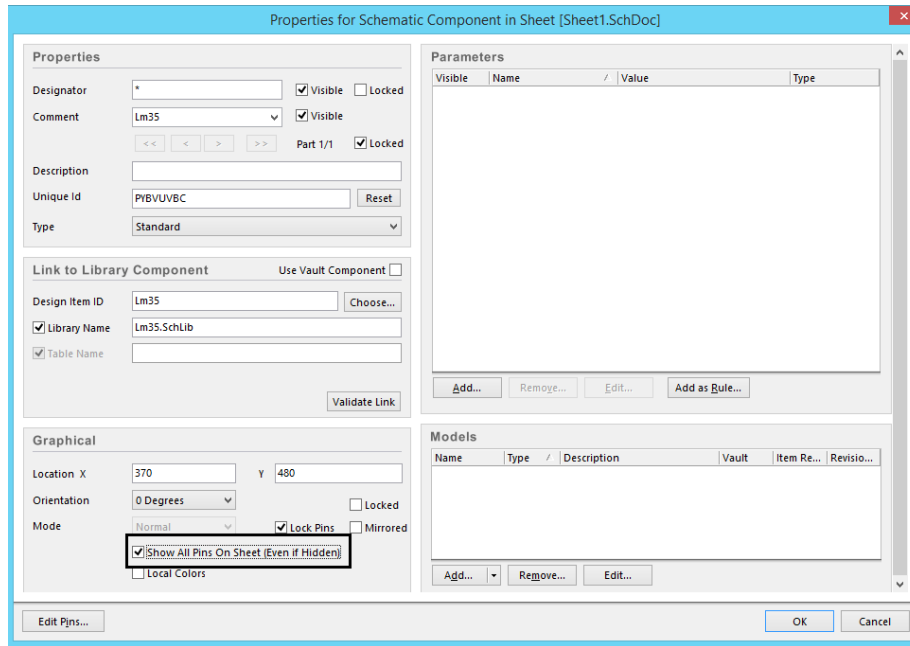 Properties for Schematic Component in Sheet [Sheet1.SchDoc]
Properties
Designator * Visible Locked
Comment Lm35 Visible
<< < > >> Part 1/1 Locked
Description
Unique Id PYBVUVBC Reset
Type Standard
Link to Library Component Use Vault Component
Design Item ID Lm35 Choose...
Library Name Lm35.SchLib
Table Name
Validate Link
Graphical
Location X 370 Y 480
Orientation 0 Degrees Locked
Mode Normal Lock Pins Mirrored
Show All Pins On Sheet (Even if Hidden)
Local Colors
Parameters
Visible Name Value Type
Add... Remove... Edit... Add as Rule...
Models
Name Type Description Vault Item Re... Revisio...
Add... Remove... Edit...
Edit Pins... OK Cancel